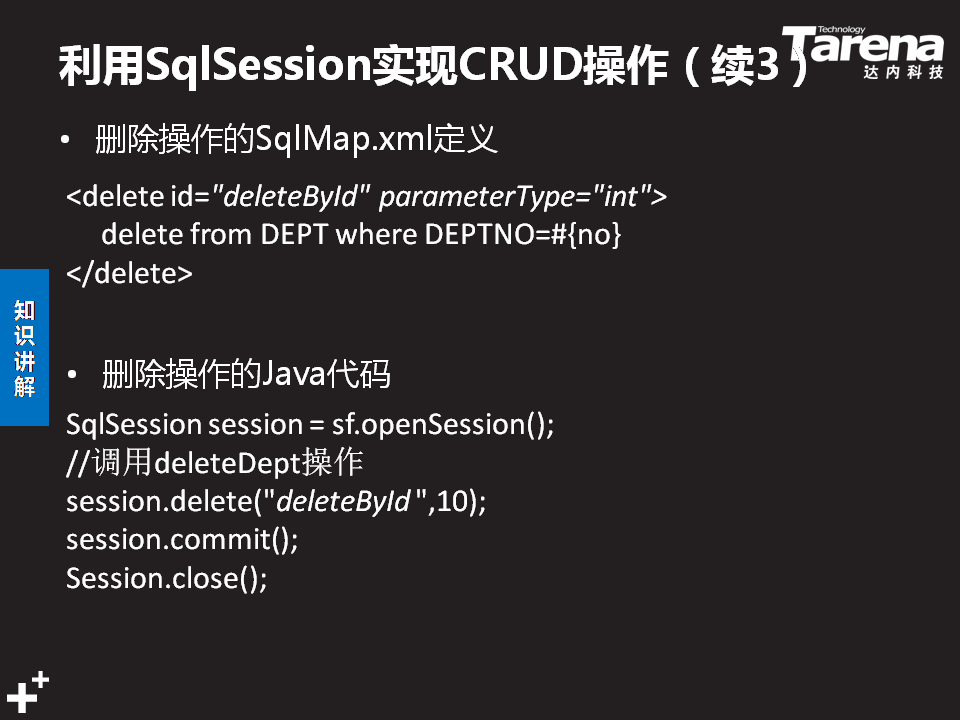 利用SqlSession实现CRUD操作（续3）
Technology
Tarena
达内科技
• 删除操作的SqlMap.xml定义
<delete id="deleteById" parameterType="int">
delete from DEPT where DEPTNO=#{no}
</delete>
知识讲解
• 删除操作的Java代码
SqlSession session = sf.openSession();
//调用deleteDept操作
session.delete("deleteById",10);
session.commit();
Session.close();